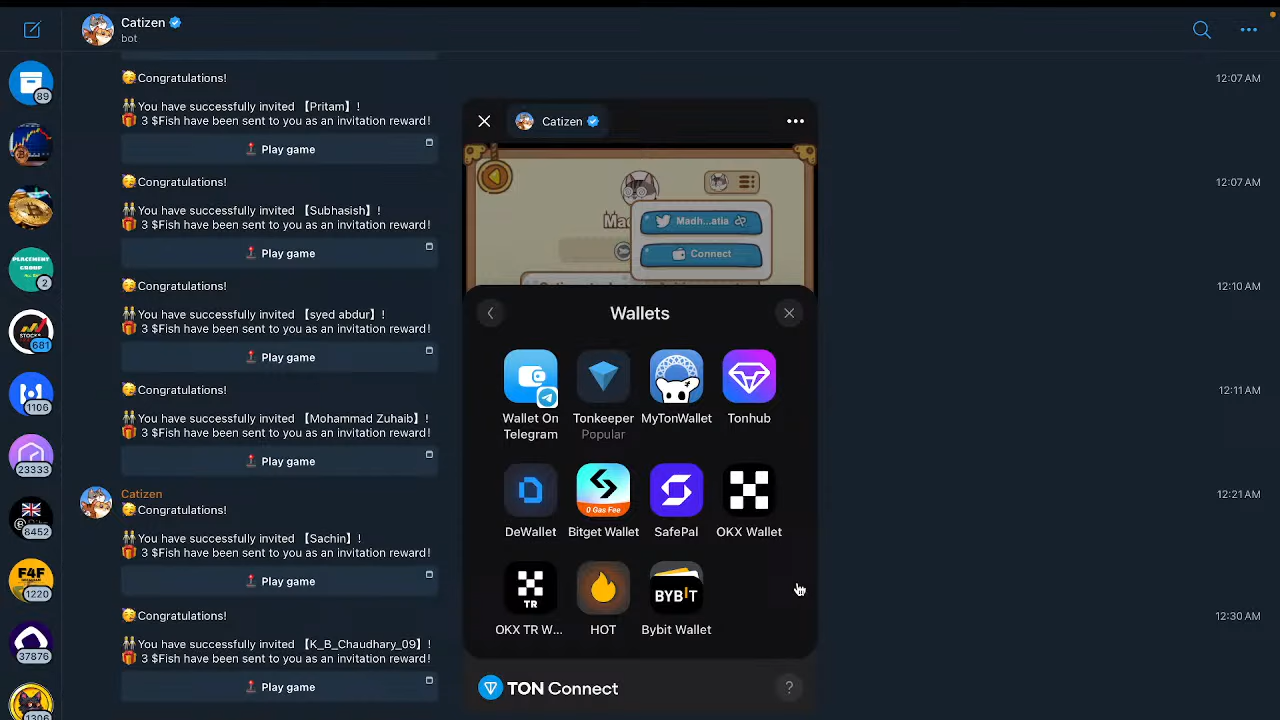 Catizen
bot
89
2
681
1106
23333
8452
1220
37876
1306
PLACEMENT
GROUP
STOCKS
F4F
Congratulations!
12:07 AM
You have successfully invited 【Pritam】!
3 $Fish have been sent to you as an invitation reward!
Play game
Congratulations!
12:07 AM
You have successfully invited 【Subhasish】!
3 $Fish have been sent to you as an invitation reward!
Play game
Congratulations!
12:10 AM
You have successfully invited 【syed abdur】!
3 $Fish have been sent to you as an invitation reward!
Play game
Congratulations!
12:11 AM
You have successfully invited 【Mohammad Zuhaib】!
3 $Fish have been sent to you as an invitation reward!
Play game
Catizen
12:21 AM
Congratulations!
You have successfully invited 【Sachin】!
3 $Fish have been sent to you as an invitation reward!
Play game
Congratulations!
12:30 AM
You have successfully invited 【K_B_Chaudhary_09】!
3 $Fish have been sent to you as an invitation reward!
Play game
Catizen
Madh...atia
Connect
Wallets
Wallet On
Telegram
Tonkeeper
Popular
MyTonWallet
Tonhub
0 Gas Fee
DeWallet
Bitget Wallet
SafePal
OKX Wallet
TR
BYBIT
OKX TR W...
HOT
Bybit Wallet
TON Connect
?